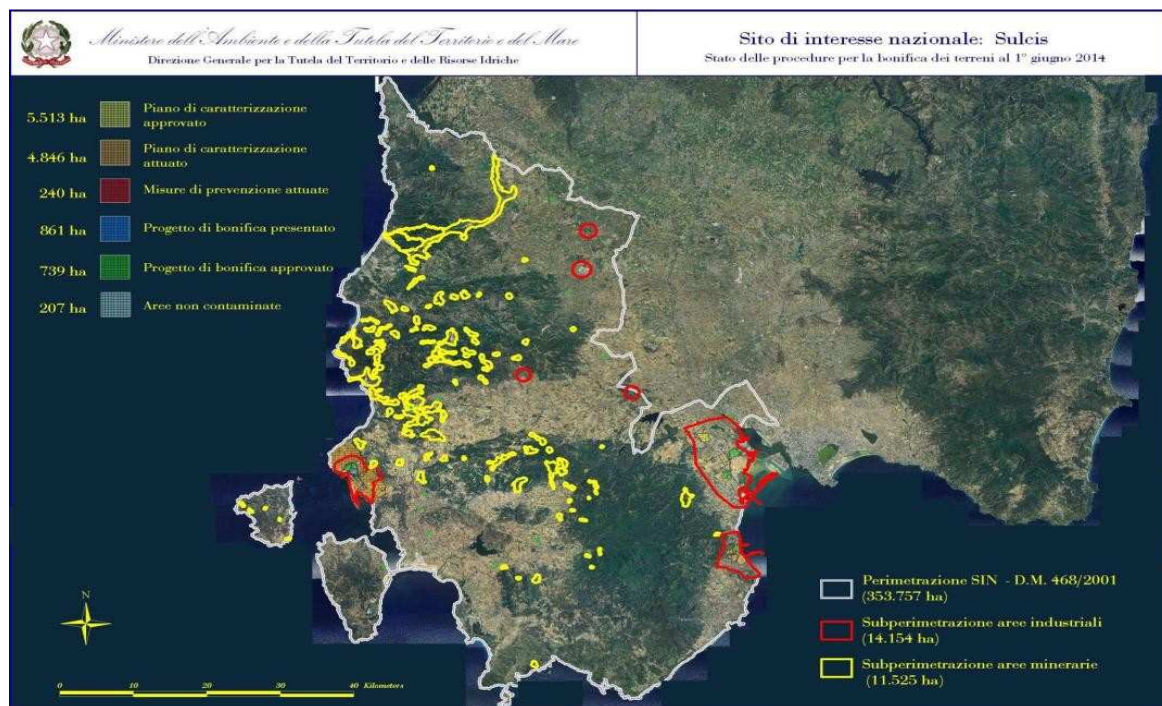 Ministero dell'Ambiente e della Tutela del Territorio e del Mare
Direzione Generale per la Tutela del Territorio e delle Risorse Idriche
Sito di interesse nazionale: Sulcis
Stato delle procedure per la bonifica dei terreni al 1° giugno 2014
5.513 ha Piano di caratterizzazione
approvato
4.846 ha Piano di caratterizzazione
attuato
240 ha Misure di prevenzione attuate
861 ha Progetto di bonifica presentato
739 ha Progetto di bonifica approvato
207 ha Aree non contaminate
N
0 10 20 30 40 Kilometers
Perimetrazione SIN - D.M. 468/2001
(353.757 ha)
Subperimetrazione aree industriali
(14.154 ha)
Subperimetrazione aree minerarie
(11.525 ha)